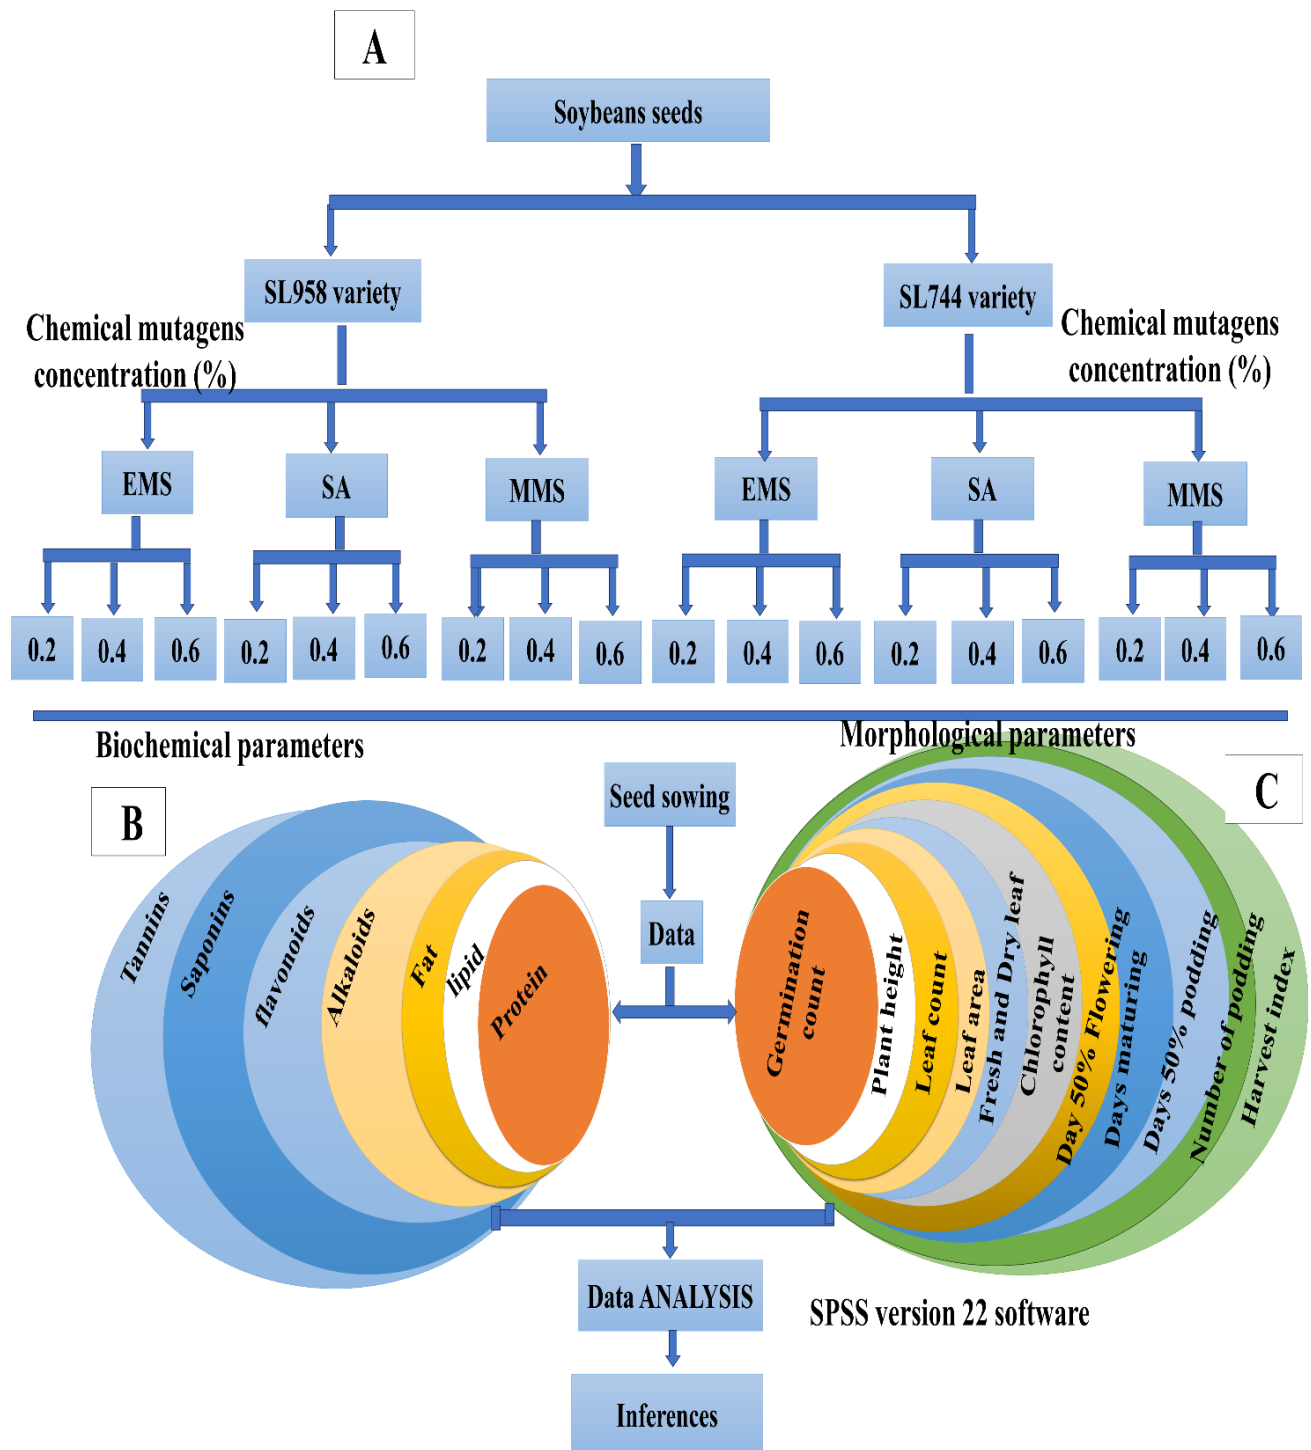 A
Soybeans seeds
SL958 variety
SL744 variety
Chemical mutagens
concentration (%)
Chemical mutagens
concentration (%)
EMS
SA
MMS
EMS
SA
MMS
0.2
0.4
0.6
0.2
0.4
0.6
0.2
0.4
0.6
0.2
0.4
0.6
0.2
0.4
0.6
0.2
0.4
0.6
Biochemical parameters
Morphological parameters
B
Seed sowing
C
Data
Tannins
Saponins
flavonoids
Alkaloids
Fat
lipid
Protein
Germination
count
Plant height
Leaf count
Leaf area
Fresh and Dry leaf
Chlorophyll
content
Day 50% Flowering
Days maturing
Days 50% podding
Number of podding
Harvest index
Data ANALYSIS
SPSS version 22 software
Inferences